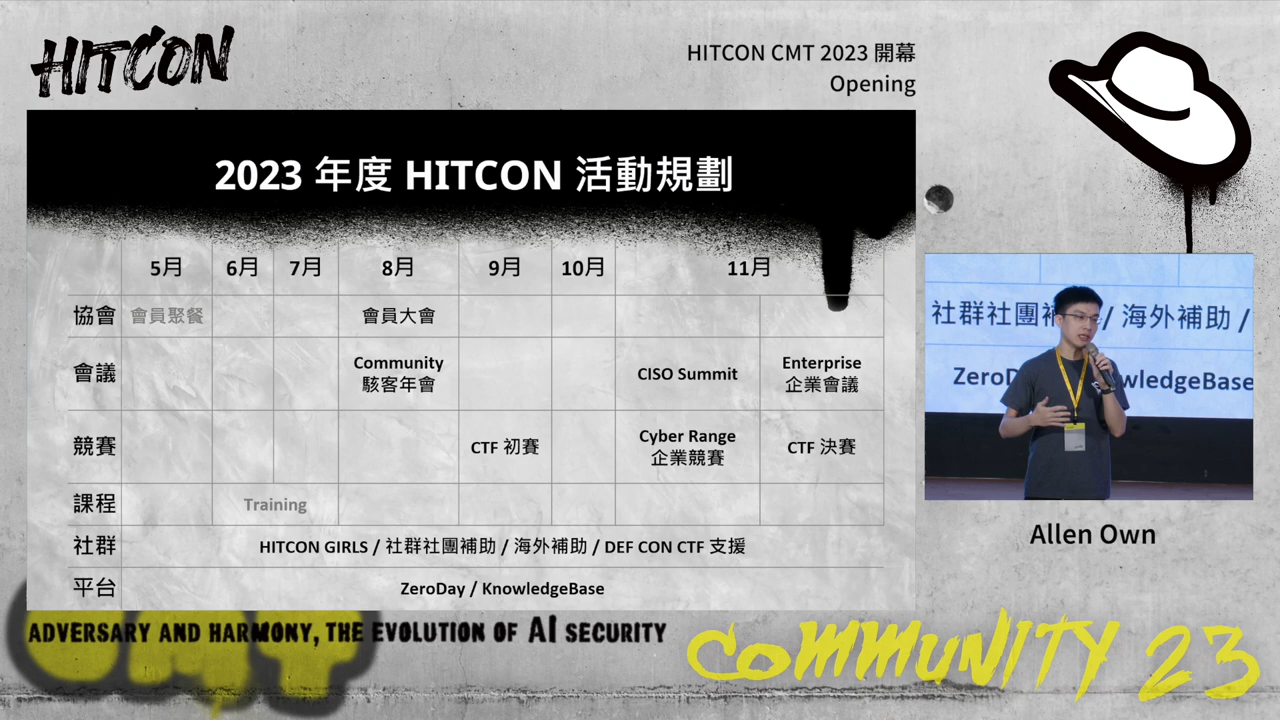 HITCON
HITCON CMT 2023 開幕
Opening
2023 年度 HITCON 活動規劃
5月 6月 7月 8月 9月 10月 11月
協會 會員聚餐 會員大會
會議 Community 駭客年會 CISO Summit Enterprise 企業會議
競賽 CTF 初賽 Cyber Range 企業競賽 CTF 決賽
課程 Training
社群 HITCON GIRLS / 社群社團補助 / 海外補助 / DEF CON CTF 支援
平台 ZeroDay / KnowledgeBase
社群社團補 / 海外補助 /
ZeroD wledgeBase
Allen Own
CMT
ADVERSARY AND HARMONY, THE EVOLUTION OF AI SECURITY
COMMUNITY 23